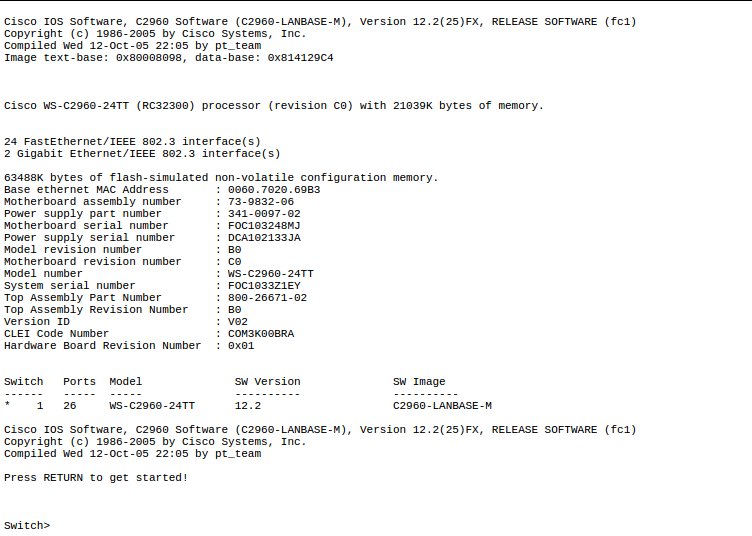 Cisco IOS Software, C2960 Software (C2960-LANBASE-M), Version 12.2(25)FX, RELEASE SOFTWARE (fc1)
Copyright (c) 1986-2005 by Cisco Systems, Inc.
Compiled Wed 12-Oct-05 22:05 by pt_team
Image text-base: 0x80008098, data-base: 0x814129C4
Cisco WS-C2960-24TT (RC32300) processor (revision C0) with 21039K bytes of memory.
24 FastEthernet/IEEE 802.3 interface(s)
2 Gigabit Ethernet/IEEE 802.3 interface(s)
63488K bytes of flash-simulated non-volatile configuration memory.
Base ethernet MAC Address       : 0060.7020.69B3
Motherboard assembly number     : 73-9832-06
Power supply part number        : 341-0097-02
Motherboard serial number       : FOC103248MJ
Power supply serial number      : DCA102133JA
Model revision number           : B0
Motherboard revision number     : C0
Model number                    : WS-C2960-24TT
System serial number            : FOC1033Z1EY
Top Assembly Part Number        : 800-26671-02
Top Assembly Revision Number    : B0
Version ID                      : V02
CLEI Code Number                : COM3K00BRA
Hardware Board Revision Number  : 0x01
Switch   Ports  Model              SW Version              SW Image
------   -----  -----              ----------              ----------
*    1   26     WS-C2960-24TT      12.2                    C2960-LANBASE-M
Cisco IOS Software, C2960 Software (C2960-LANBASE-M), Version 12.2(25)FX, RELEASE SOFTWARE (fc1)
Copyright (c) 1986-2005 by Cisco Systems, Inc.
Compiled Wed 12-Oct-05 22:05 by pt_team
Press RETURN to get started!
Switch>